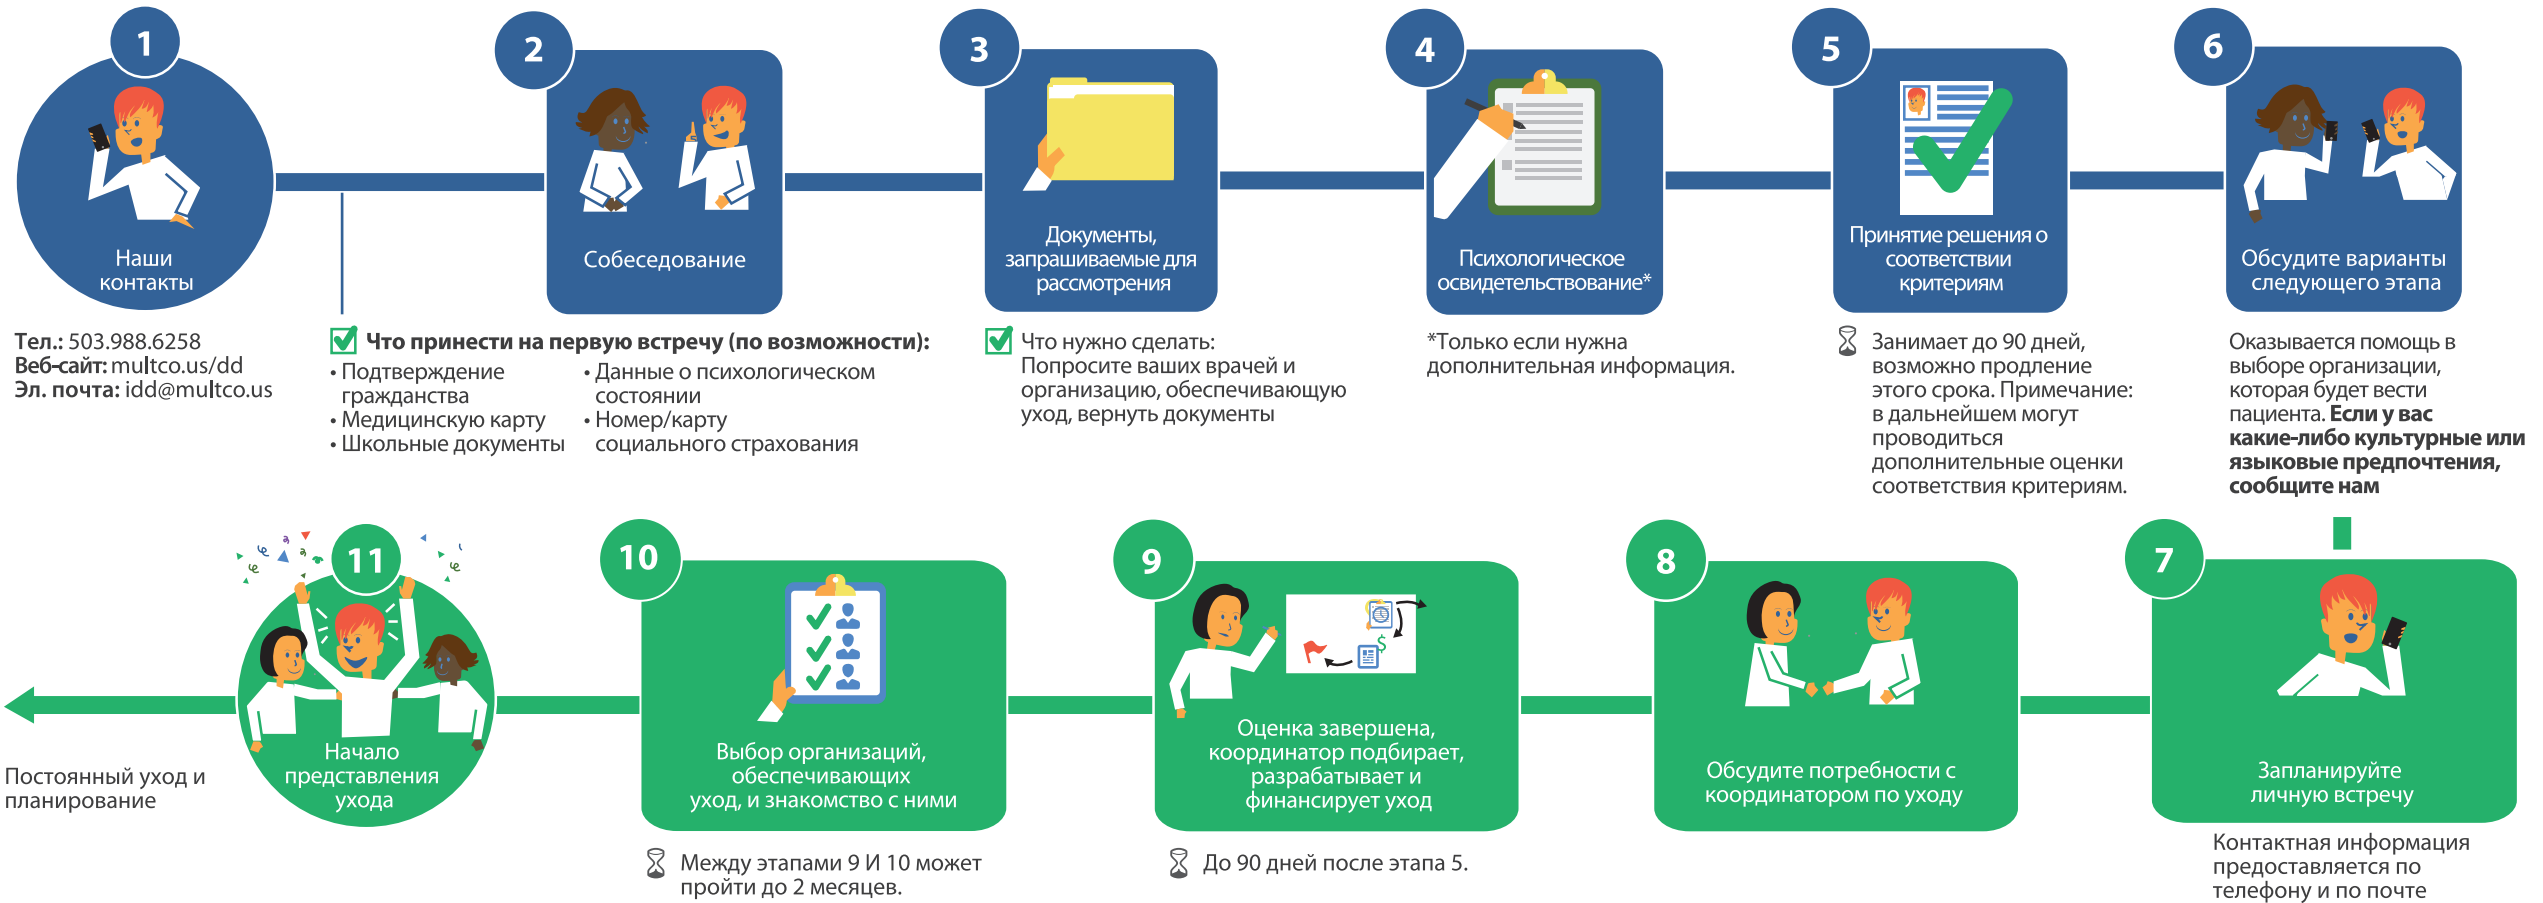 1
Наши
контакты
Тел.: 503.988.6258
Веб-сайт: multco.us/dd
Эл. почта: idd@multco.us
Что принести на первую встречу (по возможности):
• Подтверждение
гражданства
• Медицинскую карту
• Школьные документы
• Данные о психологическом
состоянии
• Номер/карту
социального страхования
2
Собеседование
3
Документы,
запрашиваемые для
рассмотрения
Что нужно сделать:
Попросите ваших врачей и
организацию, обеспечивающую
уход, вернуть документы
4
Психологическое
освидетельствование*
*Только если нужна
дополнительная информация.
5
Принятие решения о
соответствии
критериям
Занимает до 90 дней,
возможно продление
этого срока. Примечание:
в дальнейшем могут
проводиться
дополнительные оценки
соответствия критериям.
6
Обсудите варианты
следующего этапа
Оказывается помощь в
выборе организации,
которая будет вести
пациента. Если у вас
какие-либо культурные или
языковые предпочтения,
сообщите нам
7
Запланируйте
личную встречу
Контактная информация
предоставляется по
телефону и по почте
8
Обсудите потребности с
координатором по уходу
9
$
Оценка завершена,
координатор подбирает,
разрабатывает и
финансирует уход
До 90 дней после этапа 5.
10
Выбор организаций,
обеспечивающих
уход, и знакомство с ними
Между этапами 9 И 10 может
пройти до 2 месяцев.
11
Начало
представления
ухода
Постоянный уход и
планирование